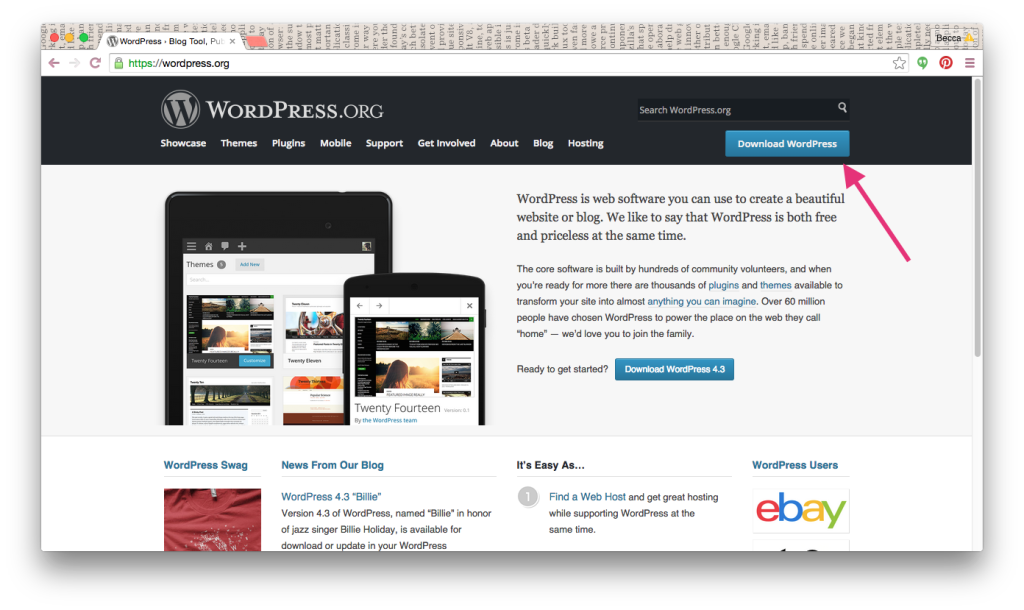 WordPress › Blog Tool, Pub
Becca
https://wordpress.org
WORDPRESS.ORG
Search WordPress.org
Showcase Themes Plugins Mobile Support Get Involved About Blog Hosting
Download WordPress
Themes
Add New
Search...
Twenty Fourteen
Customize
Twenty Eleven
Twenty Fourteen
Version 0.1
By the WordPress team
WordPress is web software you can use to create a beautiful
website or blog. We like to say that WordPress is both free
and priceless at the same time.
The core software is built by hundreds of community volunteers, and when
you're ready for more there are thousands of plugins and themes available to
transform your site into almost anything you can imagine. Over 60 million
people have chosen WordPress to power the place on the web they call
“home” — we'd love you to join the family.
Ready to get started? Download WordPress 4.3
WordPress Swag
News From Our Blog
WordPress 4.3 “Billie”
Version 4.3 of WordPress, named “Billie” in honor
of jazz singer Billie Holiday, is available for
download or update in your WordPress
It's Easy As…
1
Find a Web Host and get great hosting
while supporting WordPress at the
same time.
WordPress Users
ebay